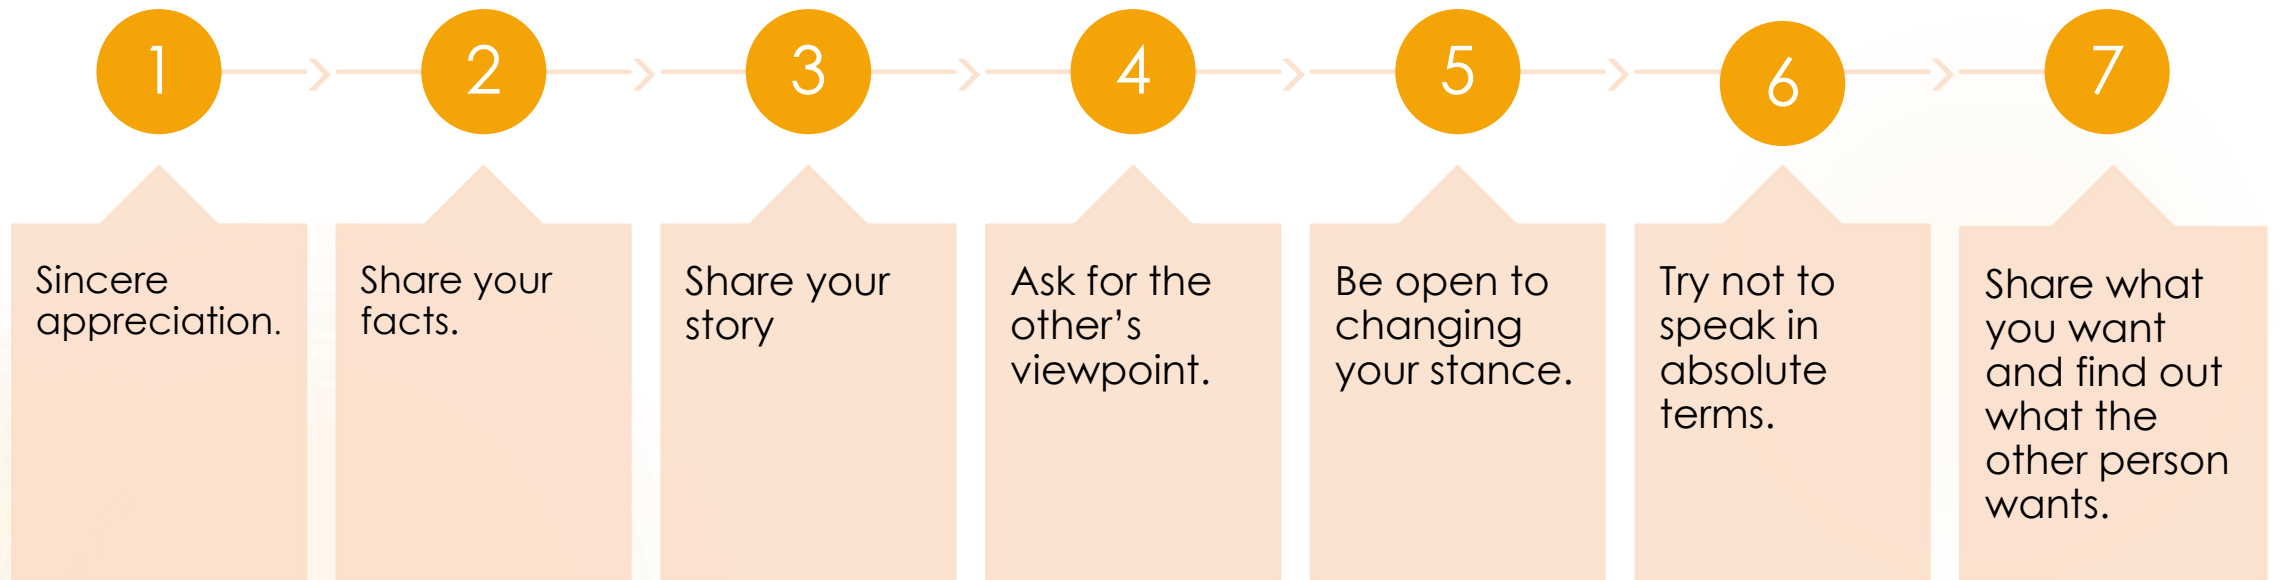 1
2
3
4
5
6
7
Sincere
appreciation.
Share your
facts.
Share your
story
Ask for the
other’s
viewpoint.
Be open to
changing
your stance.
Try not to
speak in
absolute
terms.
Share what
you want
and find out
what the
other person
wants.